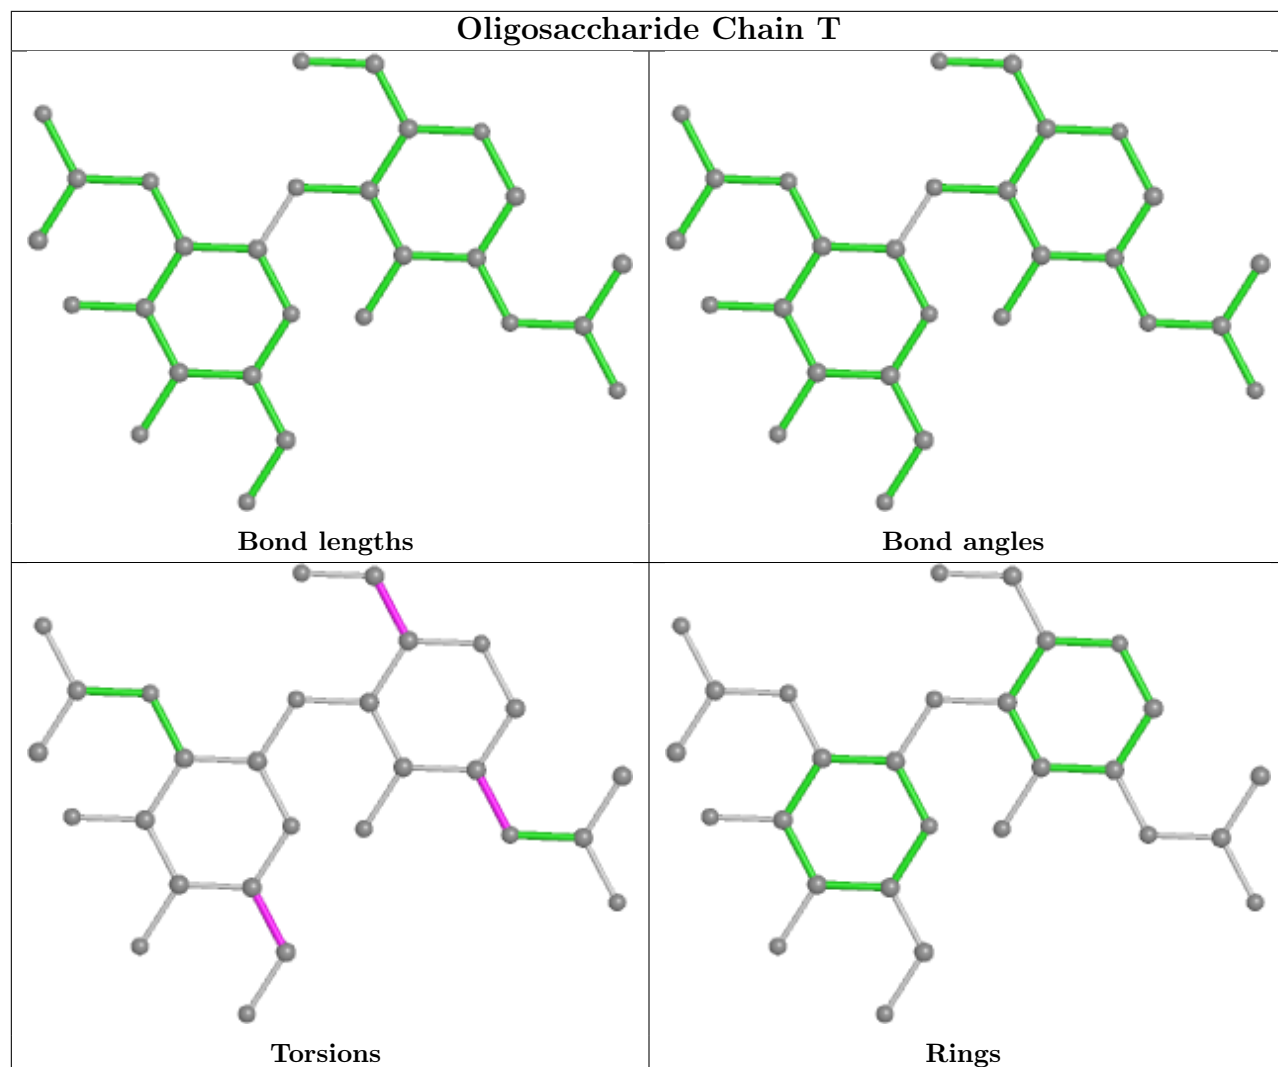 Oligosaccharide Chain T
Bond lengths
Bond angles
Torsions
Rings